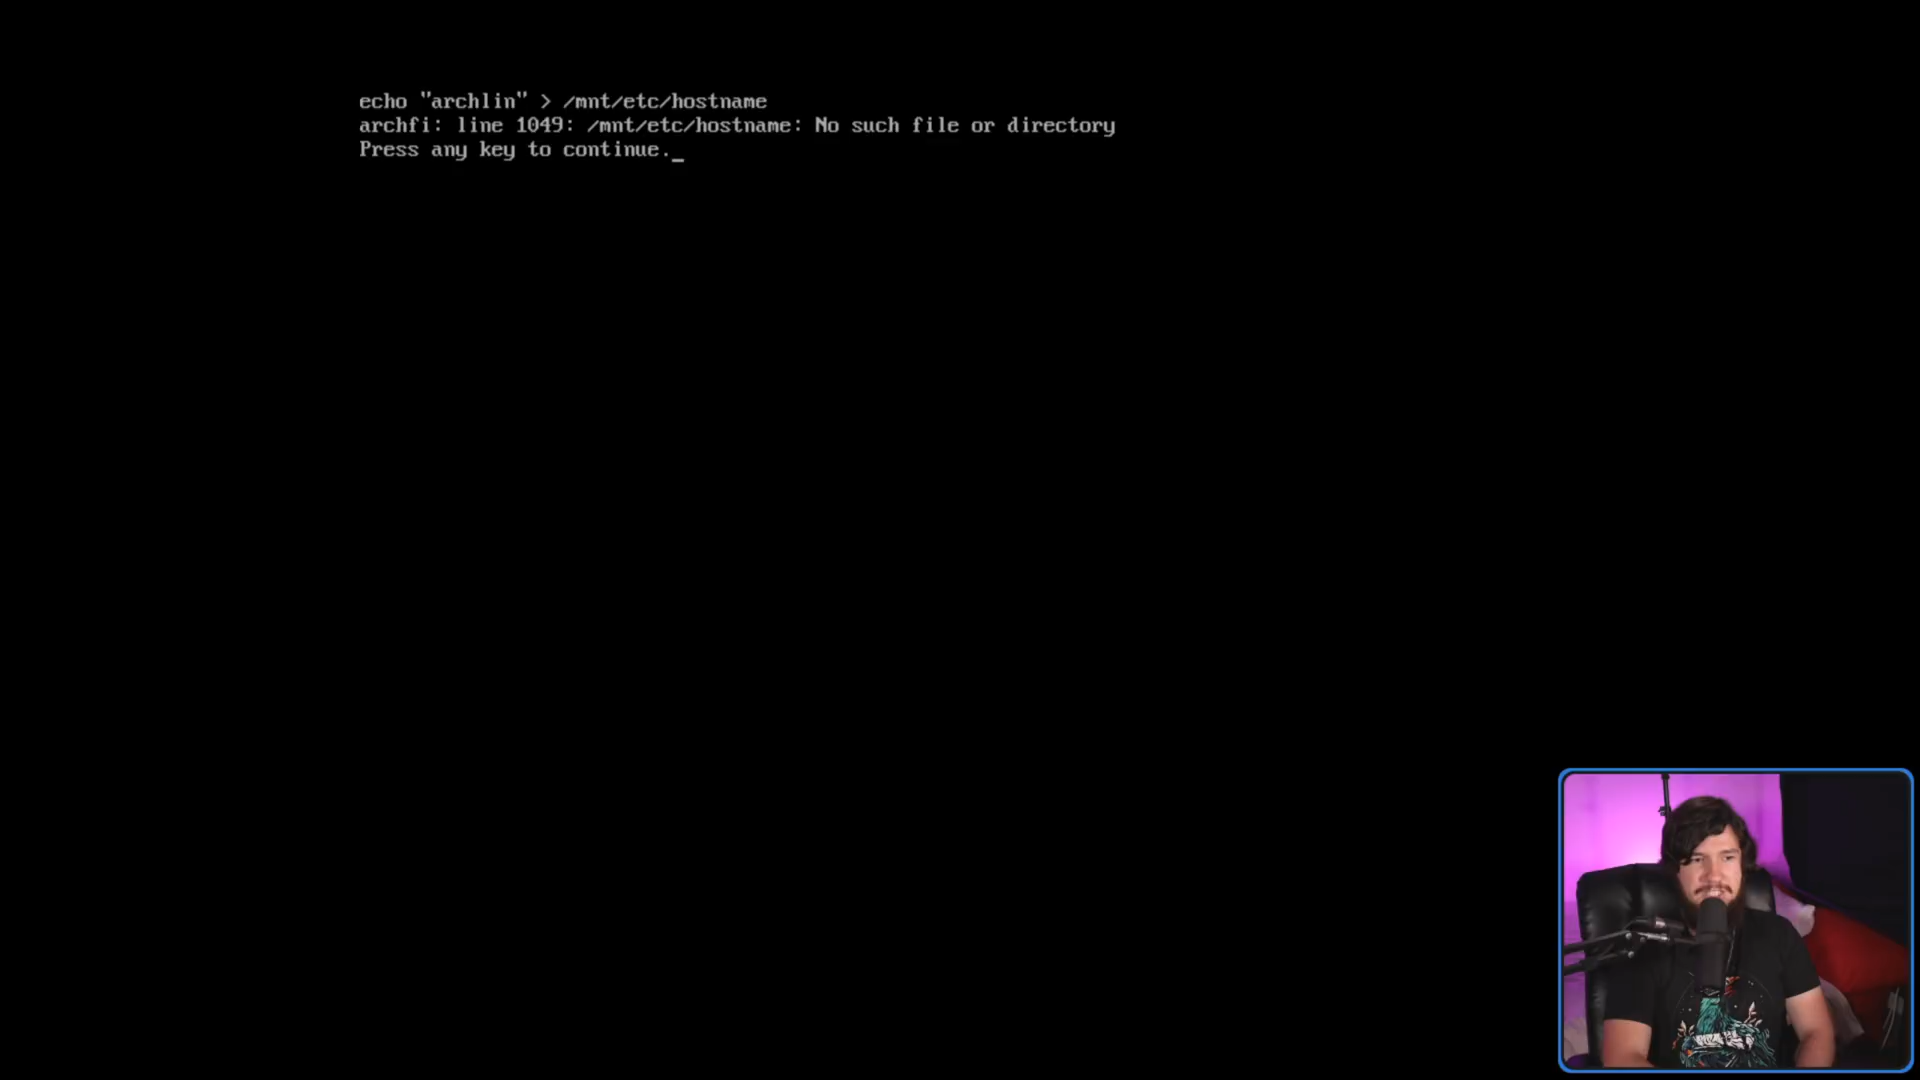 echo "archlin" > /mnt/etc/hostname
archfi: line 1049: /mnt/etc/hostname: No such file or directory
Press any key to continue._